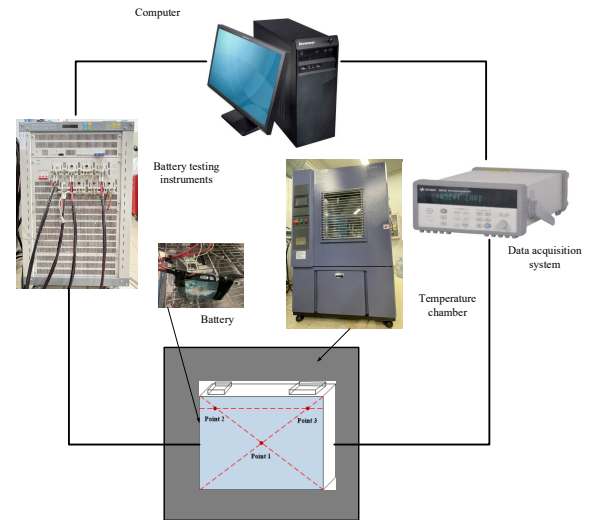 Computer
Battery testing
instruments
Data acquisition
system
Battery
Temperature
chamber
Point 2
Point 3
Point 1